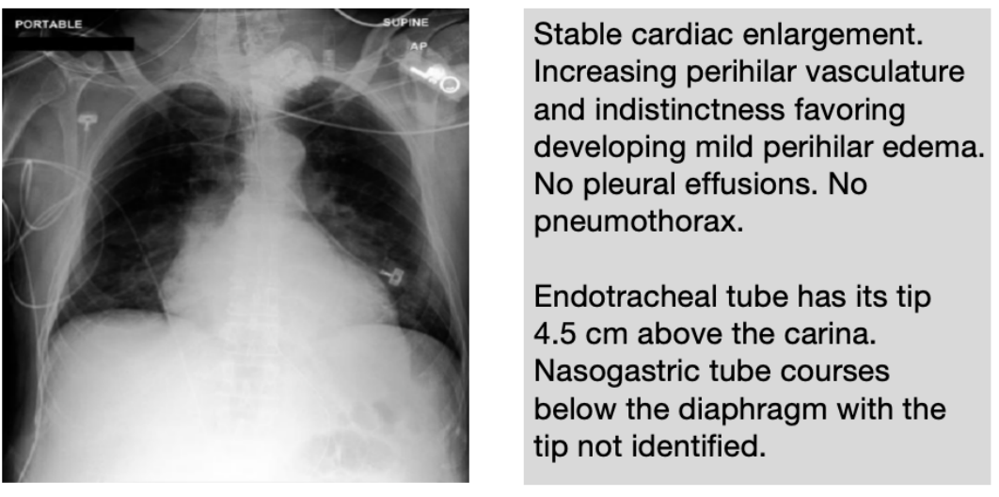 PORTABLE
SUPINE
AP
Stable cardiac enlargement.
Increasing perihilar vasculature
and indistinctness favoring
developing mild perihilar edema.
No pleural effusions. No
pneumothorax.
Endotracheal tube has its tip
4.5 cm above the carina.
Nasogastric tube courses
below the diaphragm with the
tip not identified.